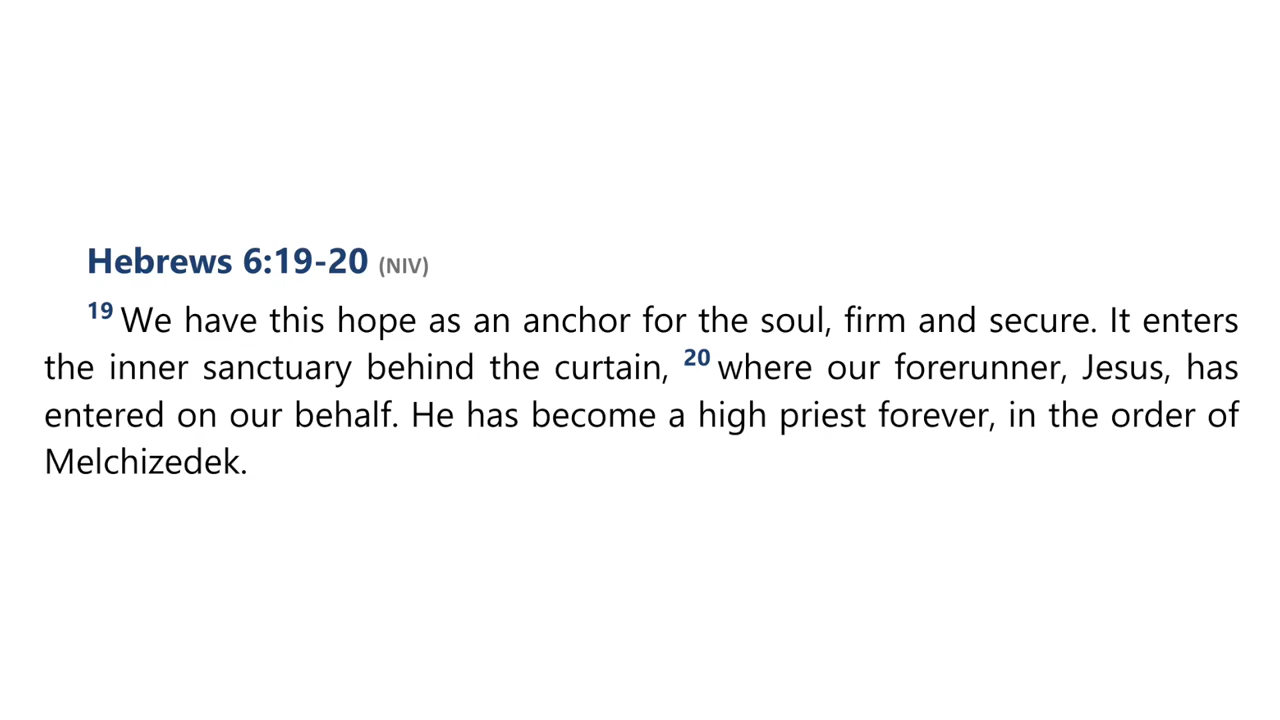 Hebrews 6:19-20 (NIV)
19 We have this hope as an anchor for the soul, firm and secure. It enters
the inner sanctuary behind the curtain, 20 where our forerunner, Jesus, has
entered on our behalf. He has become a high priest forever, in the order of
Melchizedek.